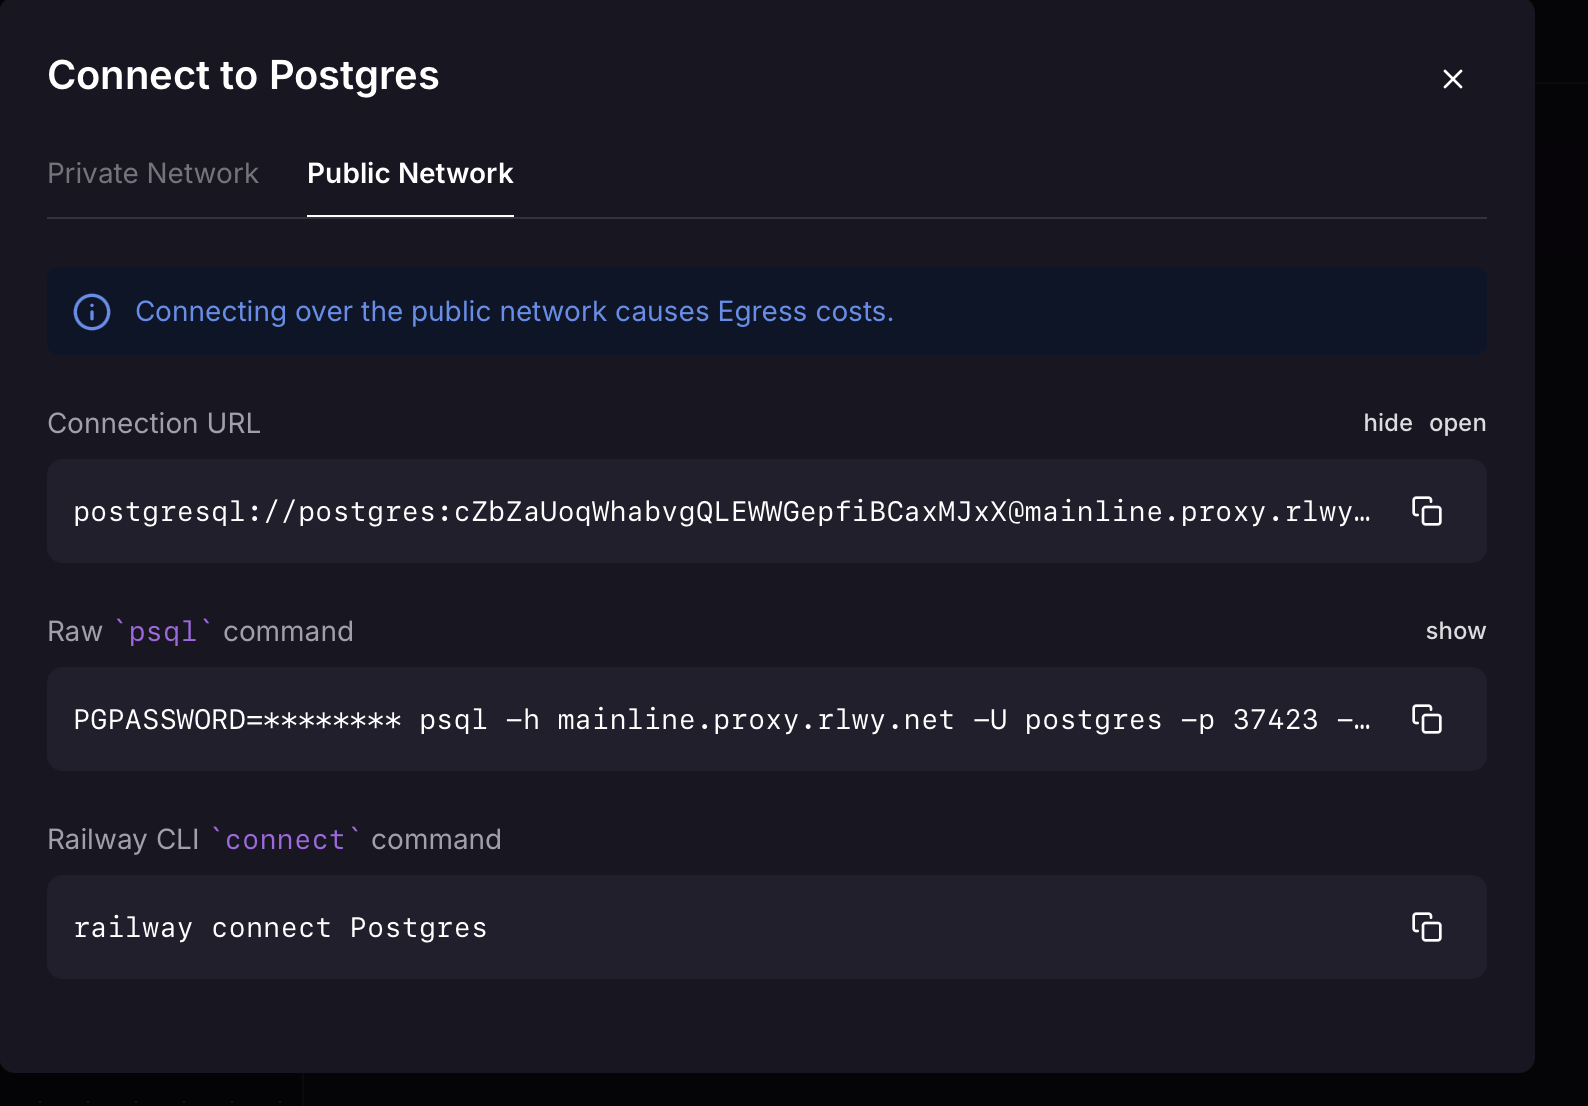 Connect to Postgres
Private Network Public Network
Connecting over the public network causes Egress costs.
Connection URL hide open
postgresql://postgres:cZbZaUoqWhabvgQLEWWGepfiBCaxMJxX@mainline.proxy.rlwy…
Raw `psql` command show
PGPASSWORD=******** psql -h mainline.proxy.rlwy.net -U postgres -p 37423 -…
Railway CLI `connect` command
railway connect Postgres